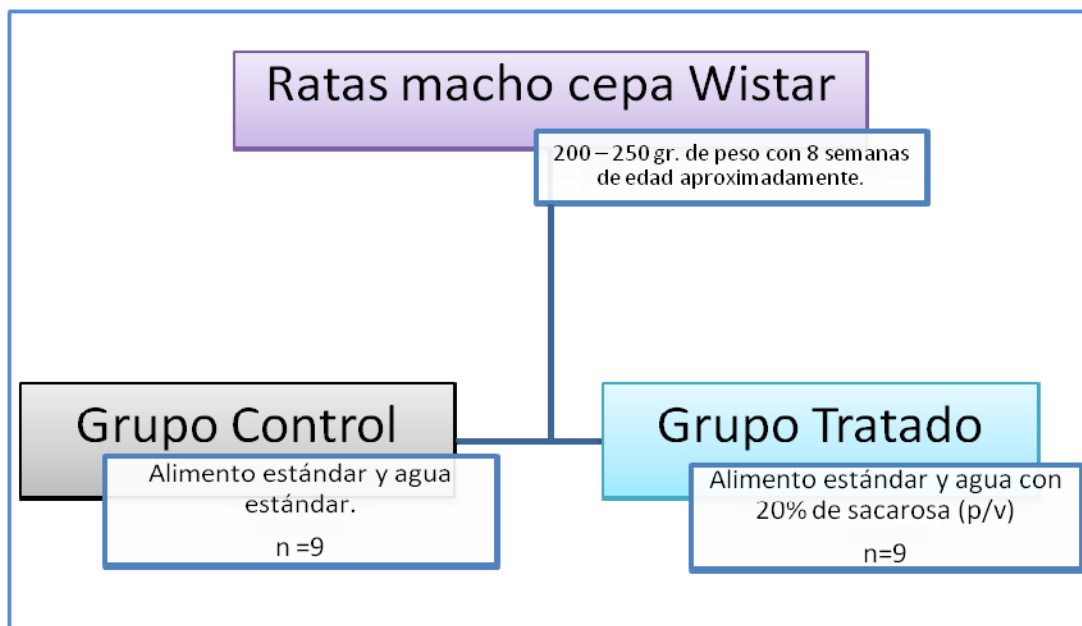 Ratas macho cepa Wistar
200 – 250 gr. de peso con 8 semanas
de edad aproximadamente.
Grupo Control
Alimento estándar y agua
estándar.
n =9
Grupo Tratado
Alimento estándar y agua con
20% de sacarosa (p/v)
n=9